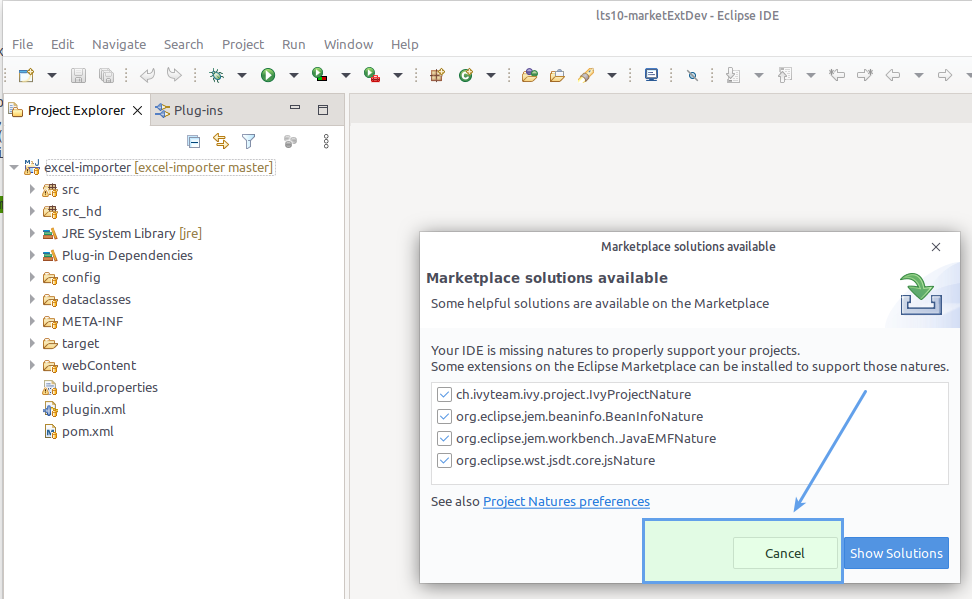 lts10-marketExtDev - Eclipse IDE
File Edit Navigate Search Project Run Window Help
Project Explorer
Plug-ins
excel-importer [excel-importer master]
src
src_hd
JRE System Library [jre]
Plug-in Dependencies
config
dataclasses
META-INF
target
webContent
build.properties
plugin.xml
pom.xml
Marketplace solutions available
Marketplace solutions available
Some helpful solutions are available on the Marketplace
Your IDE is missing natures to properly support your projects.
Some extensions on the Eclipse Marketplace can be installed to support those natures.
ch.ivyteam.ivy.project.IvyProjectNature
org.eclipse.jem.beaninfo.BeanInfoNature
org.eclipse.jem.workbench.JavaEMFNature
org.eclipse.wst.jsdt.core.jsNature
See also Project Natures preferences
Cancel
Show Solutions